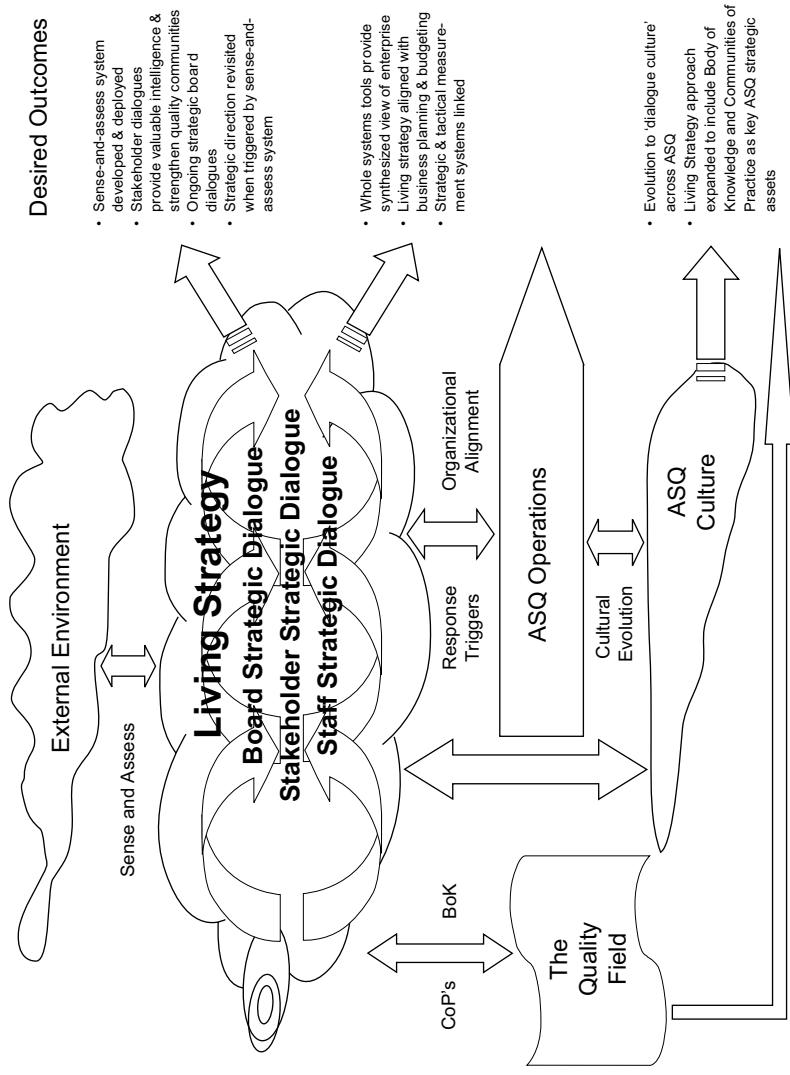 Desired Outcomes
• Sense-and-assess system
developed & deployed
• Stakeholder dialogues
provide valuable intelligence &
strengthen quality communities
• Ongoing strategic board
dialogues
• Strategic direction revisited
when triggered by sense-and-
assess system
• Whole systems tools provide
synthesized view of enterprise
• Living strategy aligned with
business planning & budgeting
• Strategic & tactical measure-
ment systems linked
• Evolution to ‘dialogue culture’
across ASQ
• Living Strategy approach
expanded to include Body of
Knowledge and Communities of
Practice as key ASQ strategic
assets
External Environment
Sense and Assess
Living Strategy
Board Strategic Dialogue
Stakeholder Strategic Dialogue
Staff Strategic Dialogue
CoP's
BoK
Response
Triggers
Organizational
Alignment
The
Quality
Field
ASQ Operations
Cultural
Evolution
ASQ
Culture